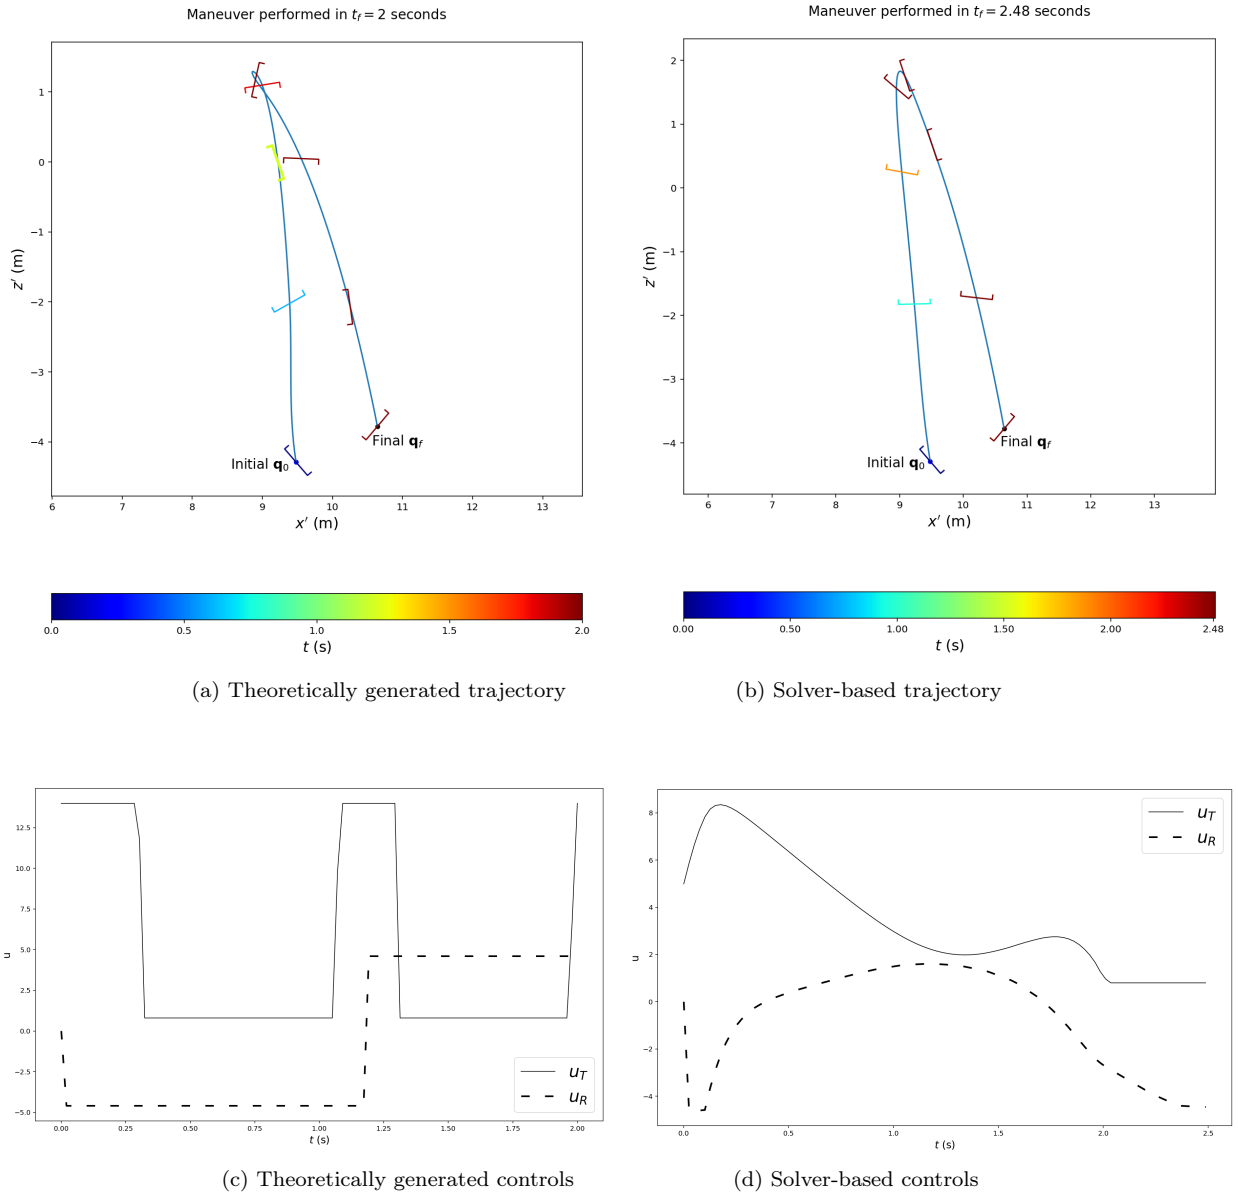 Maneuver performed in t_f = 2 seconds
1
0
−1
−2
−3
−4
z′ (m)
Initial q_0
Final q_f
6 7 8 9 10 11 12 13
x′ (m)
0.0 0.5 1.0 1.5 2.0
t (s)
(a) Theoretically generated trajectory
Maneuver performed in t_f = 2.48 seconds
2
1
0
−1
−2
−3
−4
z′ (m)
Initial q_0
Final q_f
6 7 8 9 10 11 12 13
x′ (m)
0.00 0.50 1.00 1.50 2.00 2.48
t (s)
(b) Solver-based trajectory
12.5
10.0
7.5
5.0
2.5
0.0
−2.5
−5.0
u
u_T
u_R
0.00 0.25 0.50 0.75 1.00 1.25 1.50 1.75 2.00
t (s)
(c) Theoretically generated controls
8
6
4
2
0
−2
−4
u
u_T
u_R
0.0 0.5 1.0 1.5 2.0 2.5
t (s)
(d) Solver-based controls